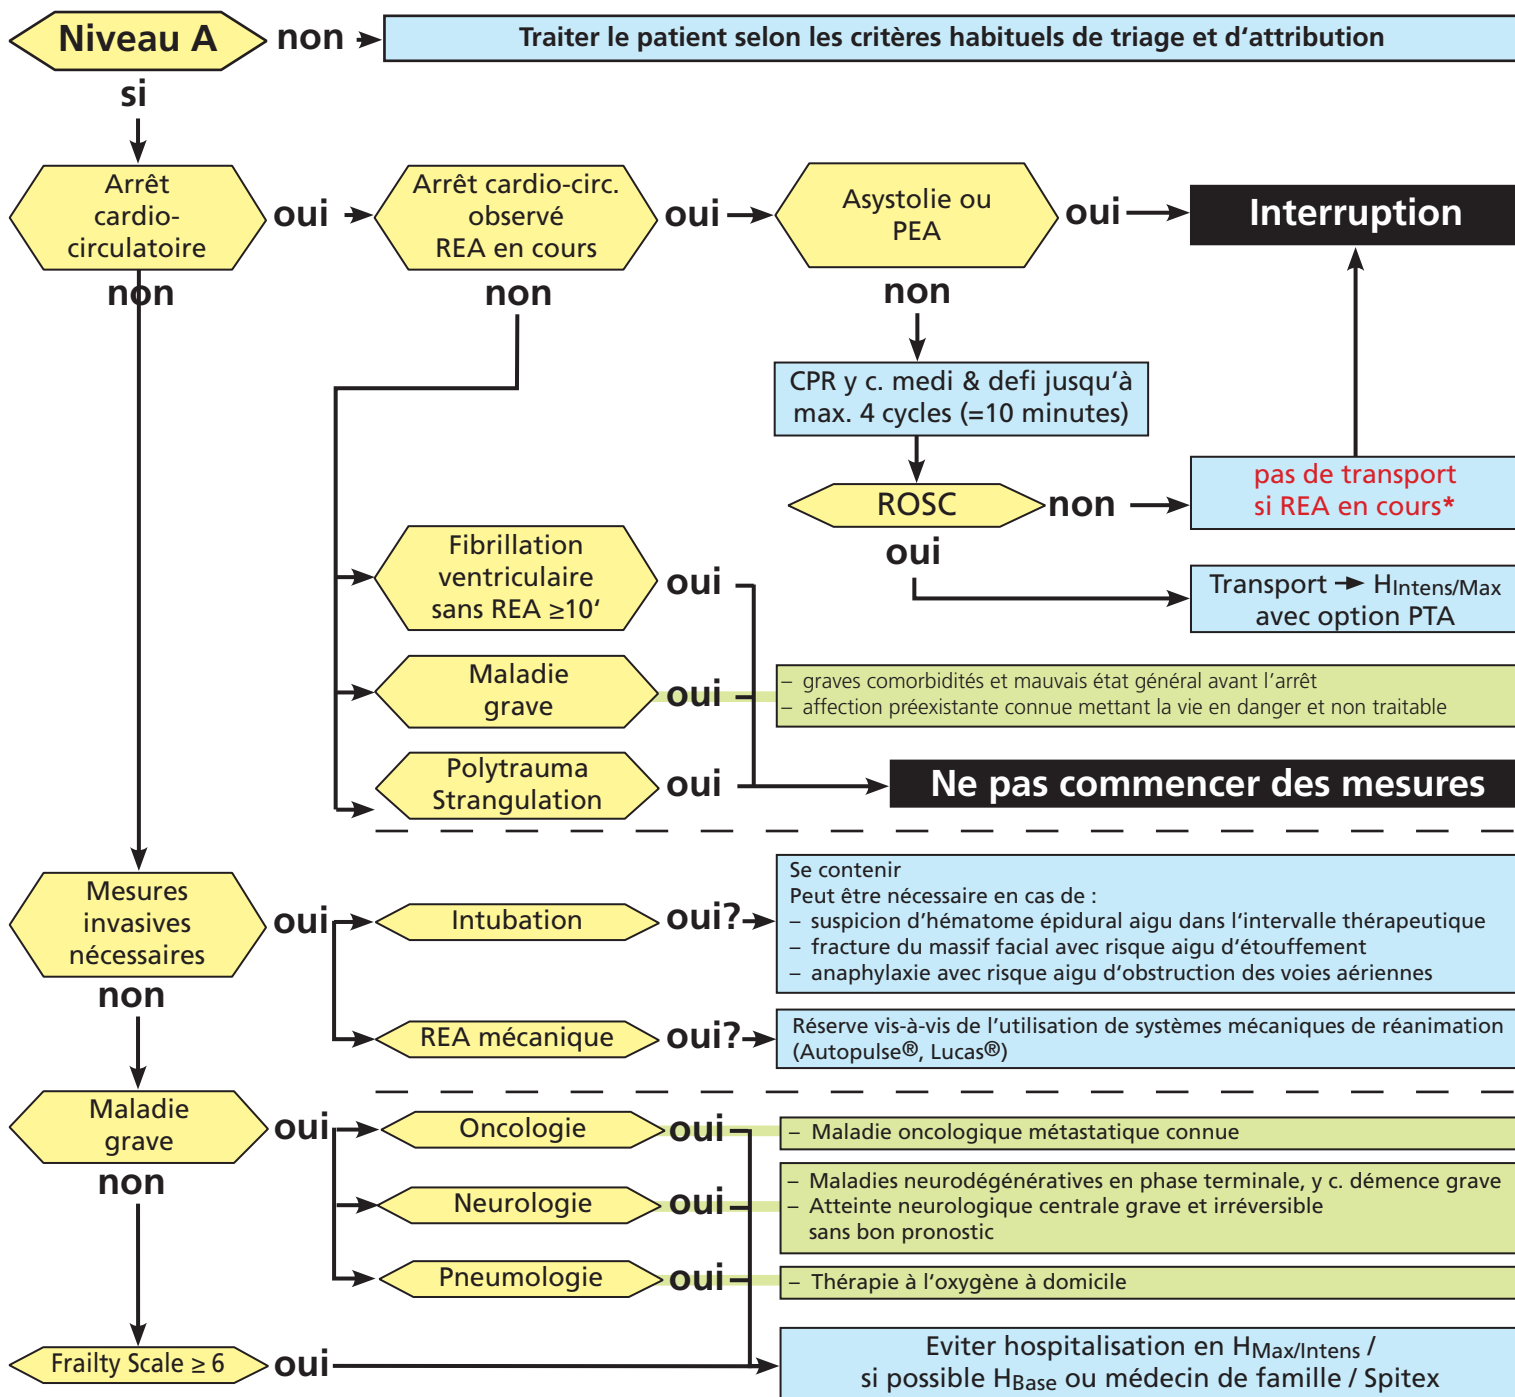 Niveau A
non
Traiter le patient selon les critères habituels de triage et d‘attribution
si
Arrêt
cardio-
circulatoire
oui
Arrêt cardio-circ.
observé
REA en cours
oui
Asystolie ou
PEA
oui
Interruption
non
non
non
CPR y c. medi & defi jusqu‘à
max. 4 cycles (=10 minutes)
ROSC
non
pas de transport
si REA en cours*
oui
Transport → HIntens/Max
avec option PTA
Fibrillation
ventriculaire
sans REA ≥10‘
oui
Maladie
grave
oui
– graves comorbidités et mauvais état général avant l’arrêt
– affection préexistante connue mettant la vie en danger et non traitable
Polytrauma
Strangulation
oui
Ne pas commencer des mesures
Mesures
invasives
nécessaires
oui
Intubation
oui?
Se contenir
Peut être nécessaire en cas de :
– suspicion d‘hématome épidural aigu dans l‘intervalle thérapeutique
– fracture du massif facial avec risque aigu d‘étouffement
– anaphylaxie avec risque aigu d‘obstruction des voies aériennes
non
REA mécanique
oui?
Réserve vis-à-vis de l’utilisation de systèmes mécaniques de réanimation
(Autopulse®, Lucas®)
Maladie
grave
oui
Oncologie
oui
– Maladie oncologique métastatique connue
non
Neurologie
oui
– Maladies neurodégénératives en phase terminale, y c. démence grave
– Atteinte neurologique centrale grave et irréversible
sans bon pronostic
Pneumologie
oui
– Thérapie à l’oxygène à domicile
Frailty Scale ≥ 6
oui
Eviter hospitalisation en HMax/Intens /
si possible HBase ou médecin de famille / Spitex